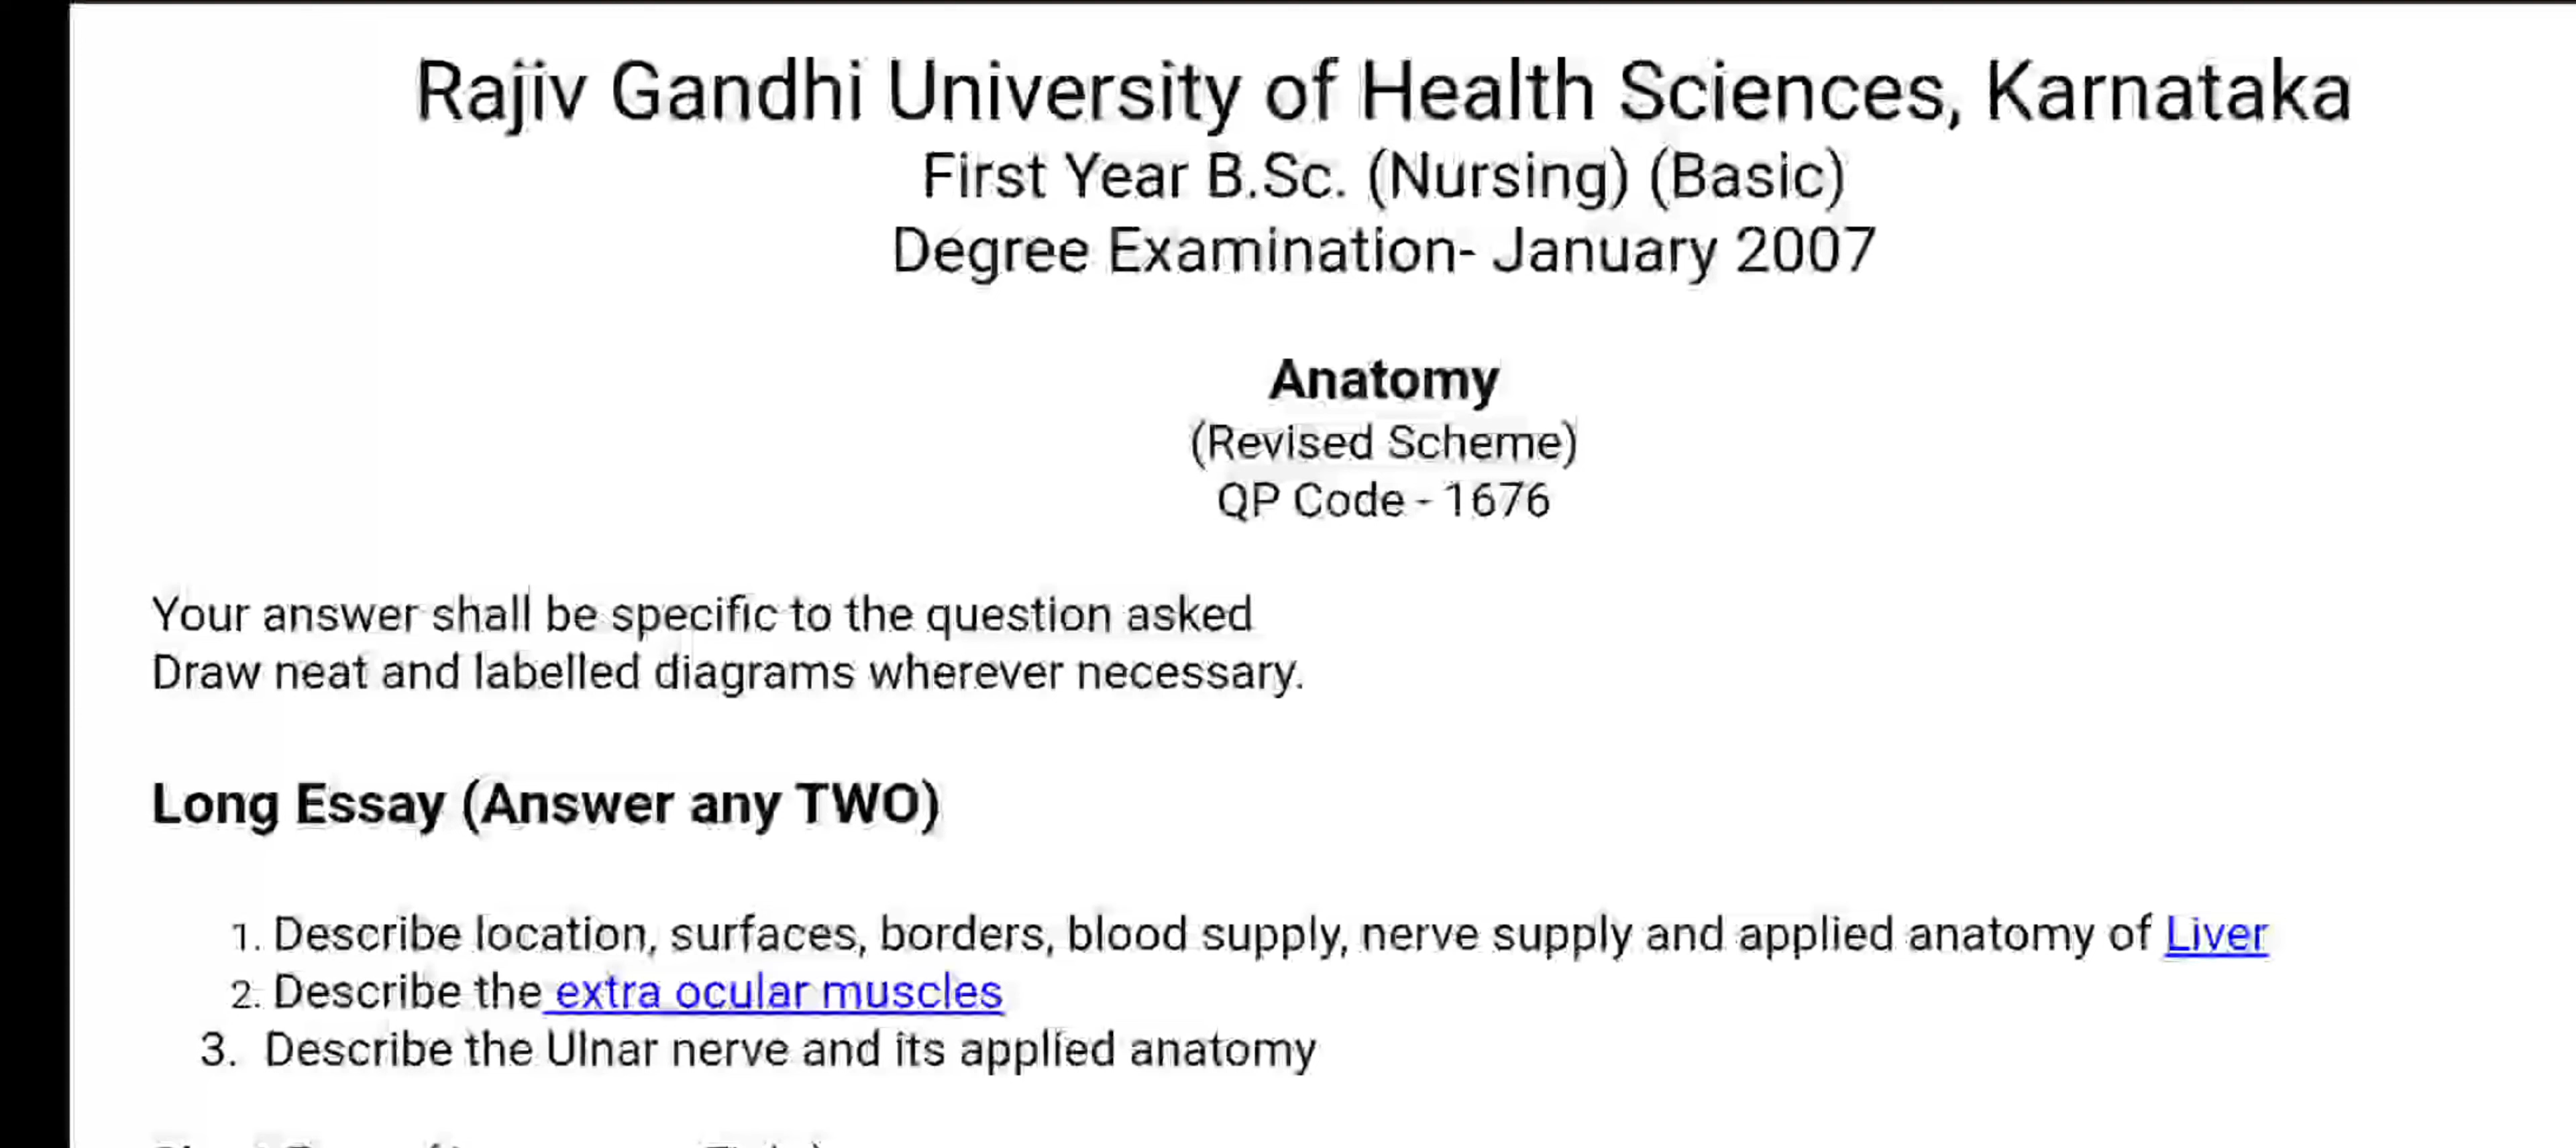 Rajiv Gandhi University of Health Sciences, Karnataka
First Year B.Sc. (Nursing) (Basic)
Degree Examination- January 2007
Anatomy
(Revised Scheme)
QP Code - 1676
Your answer shall be specific to the question asked
Draw neat and labelled diagrams wherever necessary.
Long Essay (Answer any TWO)
1. Describe location, surfaces, borders, blood supply, nerve supply and applied anatomy of Liver
2. Describe the extra ocular muscles
3. Describe the Ulnar nerve and its applied anatomy